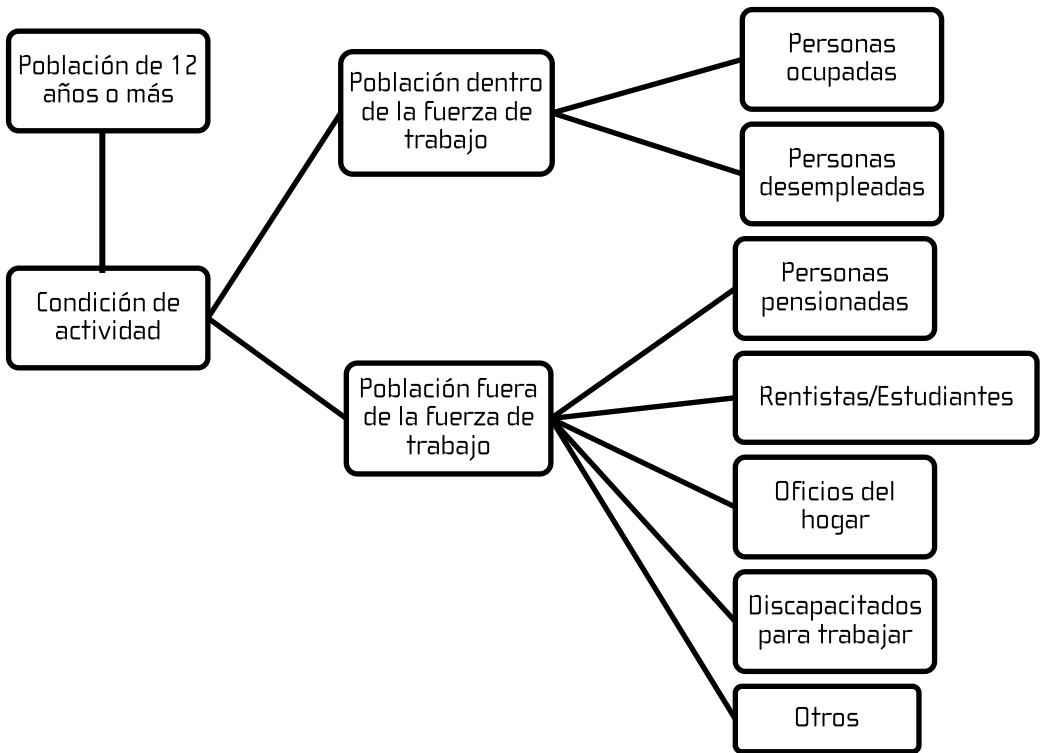 Población de 12
años o más
Condición de
actividad
Población dentro
de la fuerza de
trabajo
Población fuera
de la fuerza de
trabajo
Personas
ocupadas
Personas
desempleadas
Personas
pensionadas
Rentistas/Estudiantes
Oficios del
hogar
Discapacitados
para trabajar
Otros